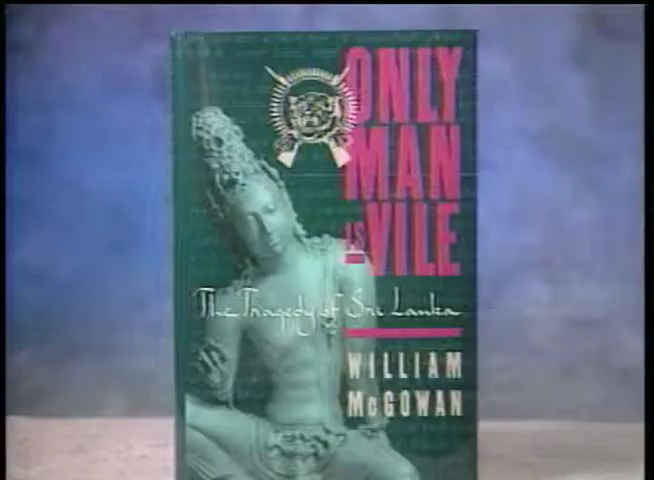 ONLY
MAN
IS VILE
The Tragedy of Sri Lanka
WILLIAM
McGOWAN